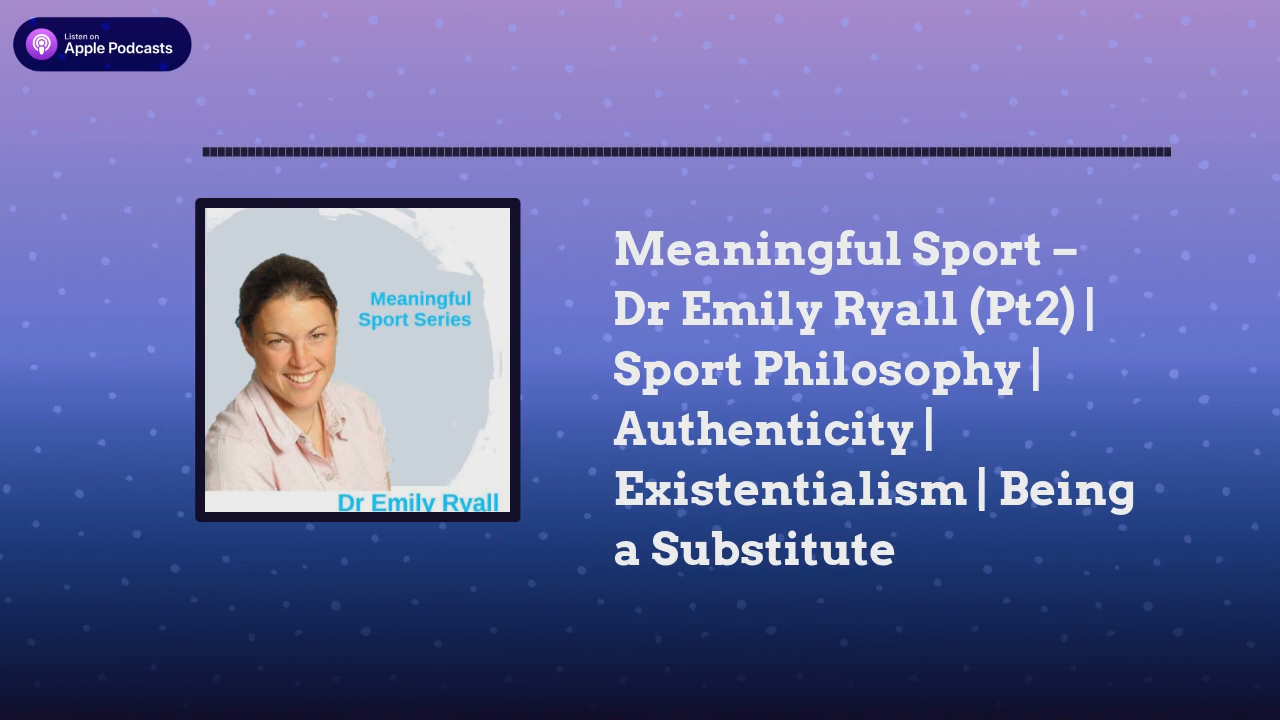 Listen on
Apple Podcasts
Meaningful
Sport Series
Dr Emily Ryall
Meaningful Sport –
Dr Emily Ryall (Pt2) |
Sport Philosophy |
Authenticity |
Existentialism | Being
a Substitute